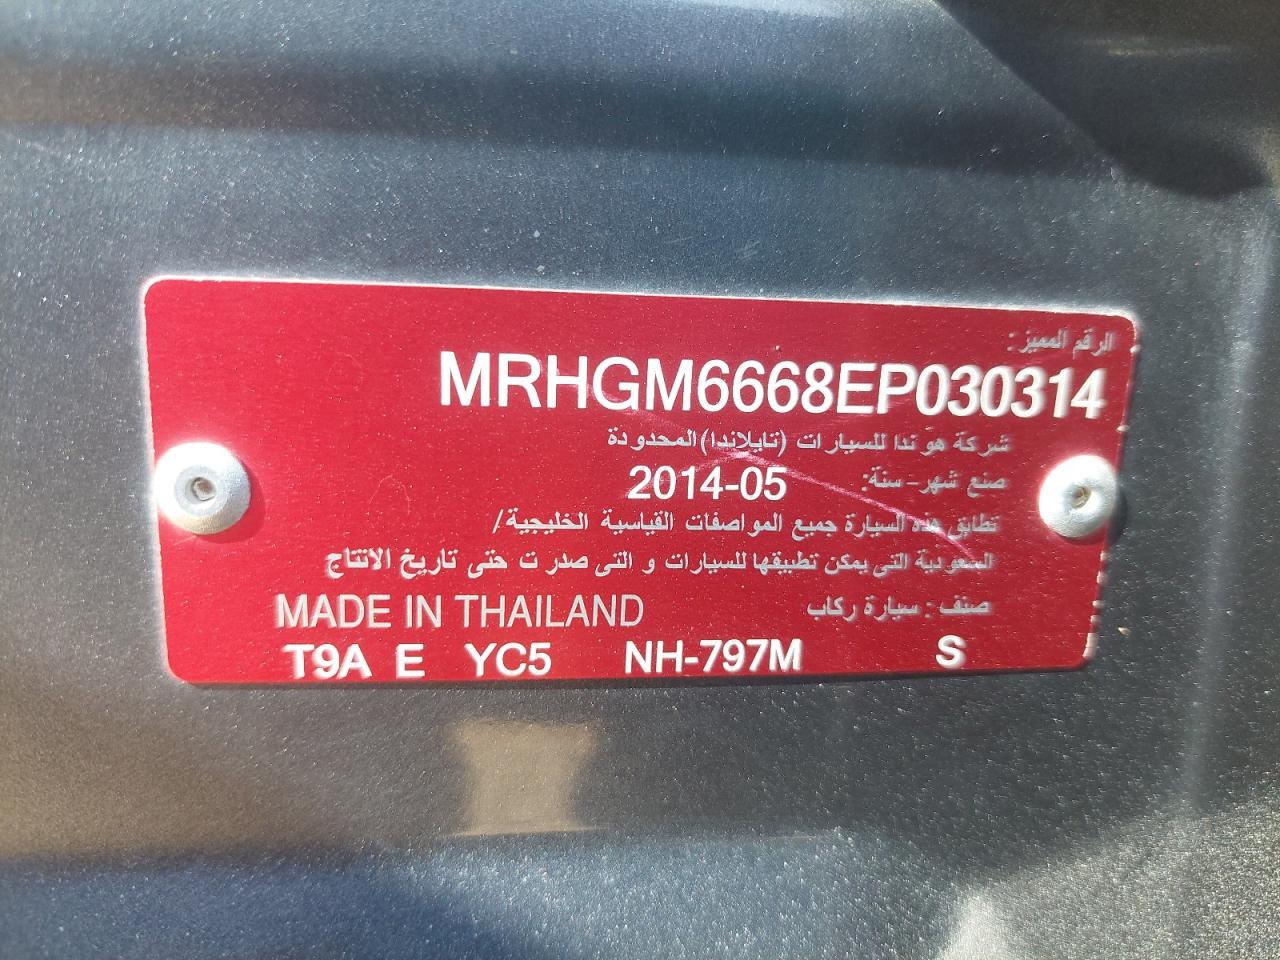 الرقم المميز:
MRHGM6668EP030314
شركة هوندا للسيارات (تايلاندا) المحدودة
صنع شهر- سنة: 2014-05
تطابق هذه السيارة جميع المواصفات القياسية الخليجية/
السعودية التى يمكن تطبيقها للسيارات و التى صدرت حتى تاريخ الانتاج
صنف: سيارة ركاب MADE IN THAILAND
T9A E YC5 NH-797M S